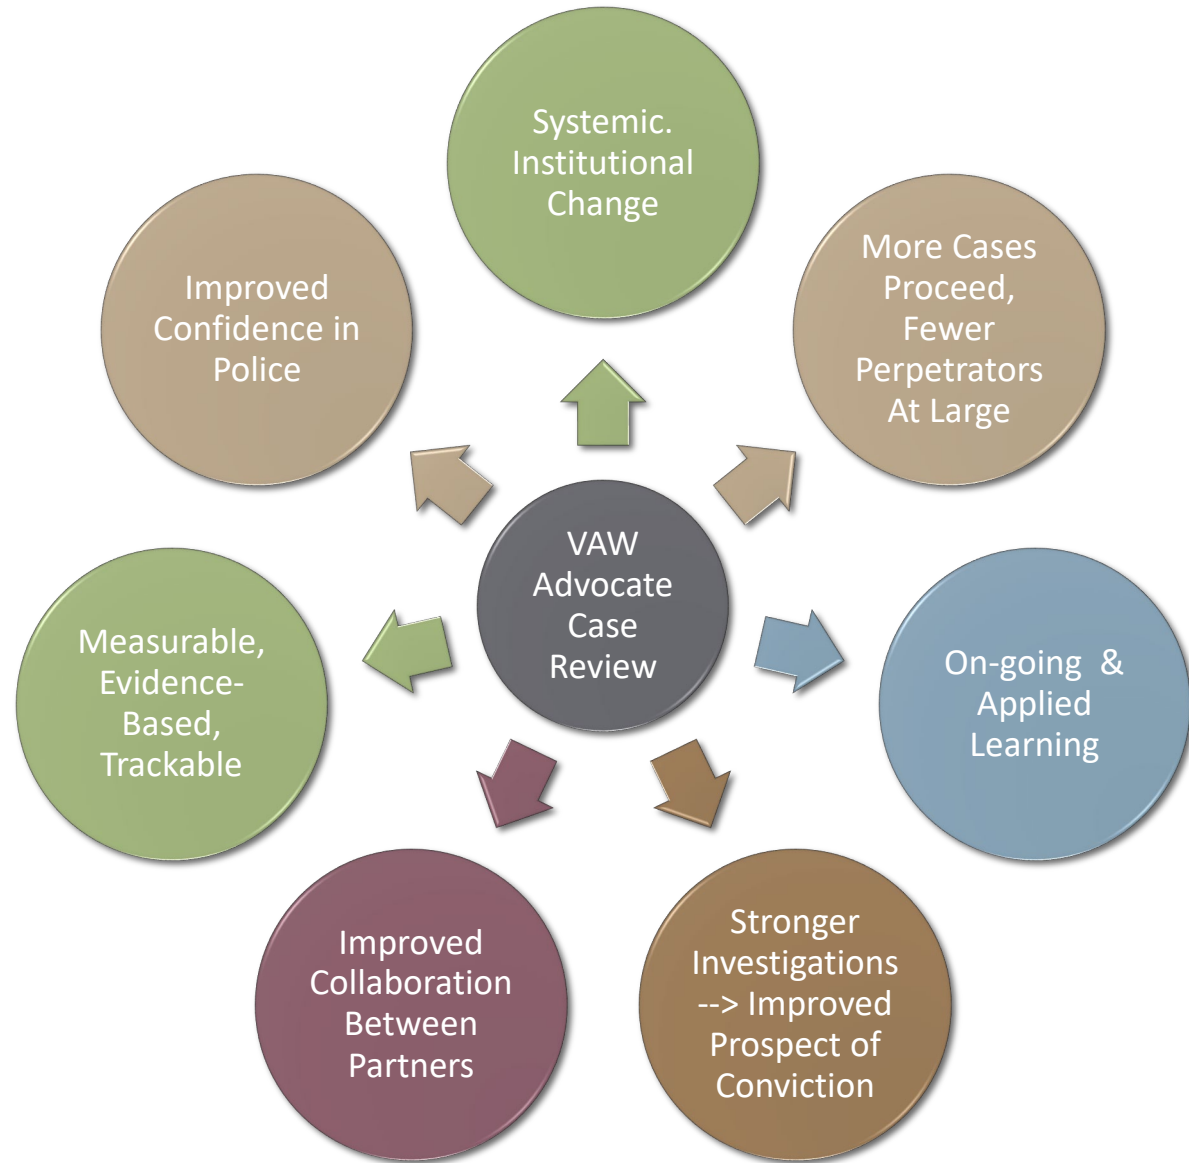 Systemic.
Institutional
Change
More Cases
Proceed,
Fewer
Perpetrators
At Large
On-going  &
Applied
Learning
Stronger
Investigations
--> Improved
Prospect of
Conviction
Improved
Collaboration
Between
Partners
Measurable,
Evidence-
Based,
Trackable
Improved
Confidence in
Police
VAW
Advocate
Case
Review